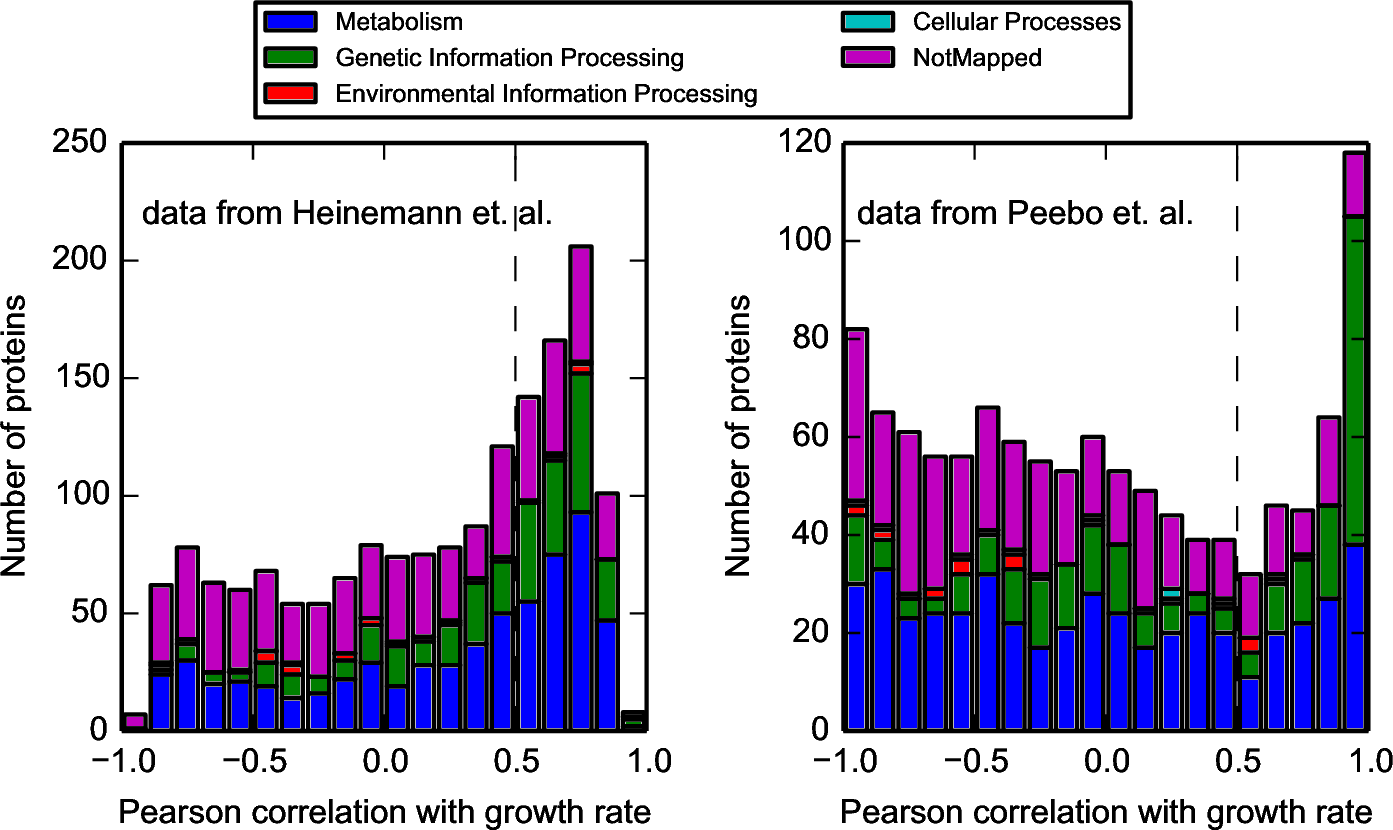 Metabolism
Genetic Information Processing
Environmental Information Processing
Cellular Processes
NotMapped
250
200
150
100
50
0
Number of proteins
data from Heinemann et. al.
−1.0 −0.5 0.0 0.5 1.0
Pearson correlation with growth rate
120
100
80
60
40
20
0
Number of proteins
data from Peebo et. al.
−1.0 −0.5 0.0 0.5 1.0
Pearson correlation with growth rate